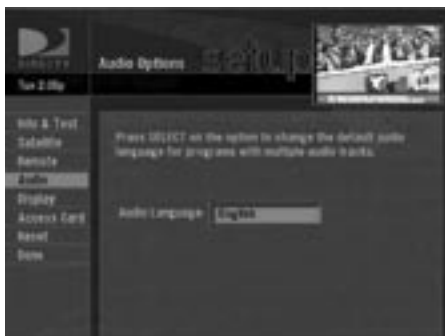 DIRECTV
Audio Options
setup
Tue 2:00p
Info & Test
Satellite
Remote
Audio
Display
Access Card
Reset
Done
Press SELECT on the option to change the default audio
language for programs with multiple audio tracks.
Audio Language
English